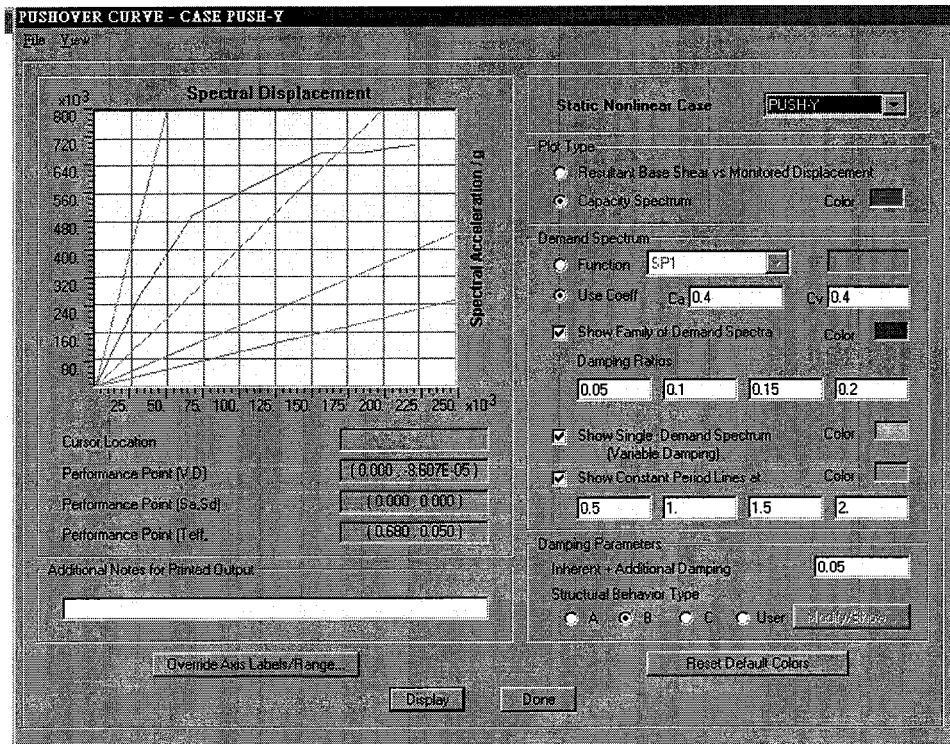 PUSHOVER CURVE - CASE PUSH-Y
File View
Spectral Displacement
x10³
800.
720.
640.
560.
480.
400.
320.
240.
160.
80.
25. 50. 75. 100. 125. 150. 175. 200. 225. 250. x10³
Spectral Acceleration / g
Cursor Location
Performance Point (V,D) ( 0.000 , -8.607E-05 )
Performance Point (Sa,Sd) ( 0.000 , 0.000 )
Performance Point (Teff, ( 0.680 , 0.050 )
Additional Notes for Printed Output
Override Axis Labels/Range...
Static Nonlinear Case PUSH-Y
Plot Type
Resultant Base Shear vs Monitored Displacement
Capacity Spectrum Color
Demand Spectrum
Function SP1
Use Coeff Ca 0.4 Cv 0.4
Show Family of Demand Spectra Color
Damping Ratios
0.05 0.1 0.15 0.2
Show Single Demand Spectrum Color
(Variable Damping)
Show Constant Period Lines at Color
0.5 1. 1.5 2.
Damping Parameters
Inherent + Additional Damping 0.05
Structural Behavior Type
A B C User Modify/Show
Reset Default Colors
Display Done